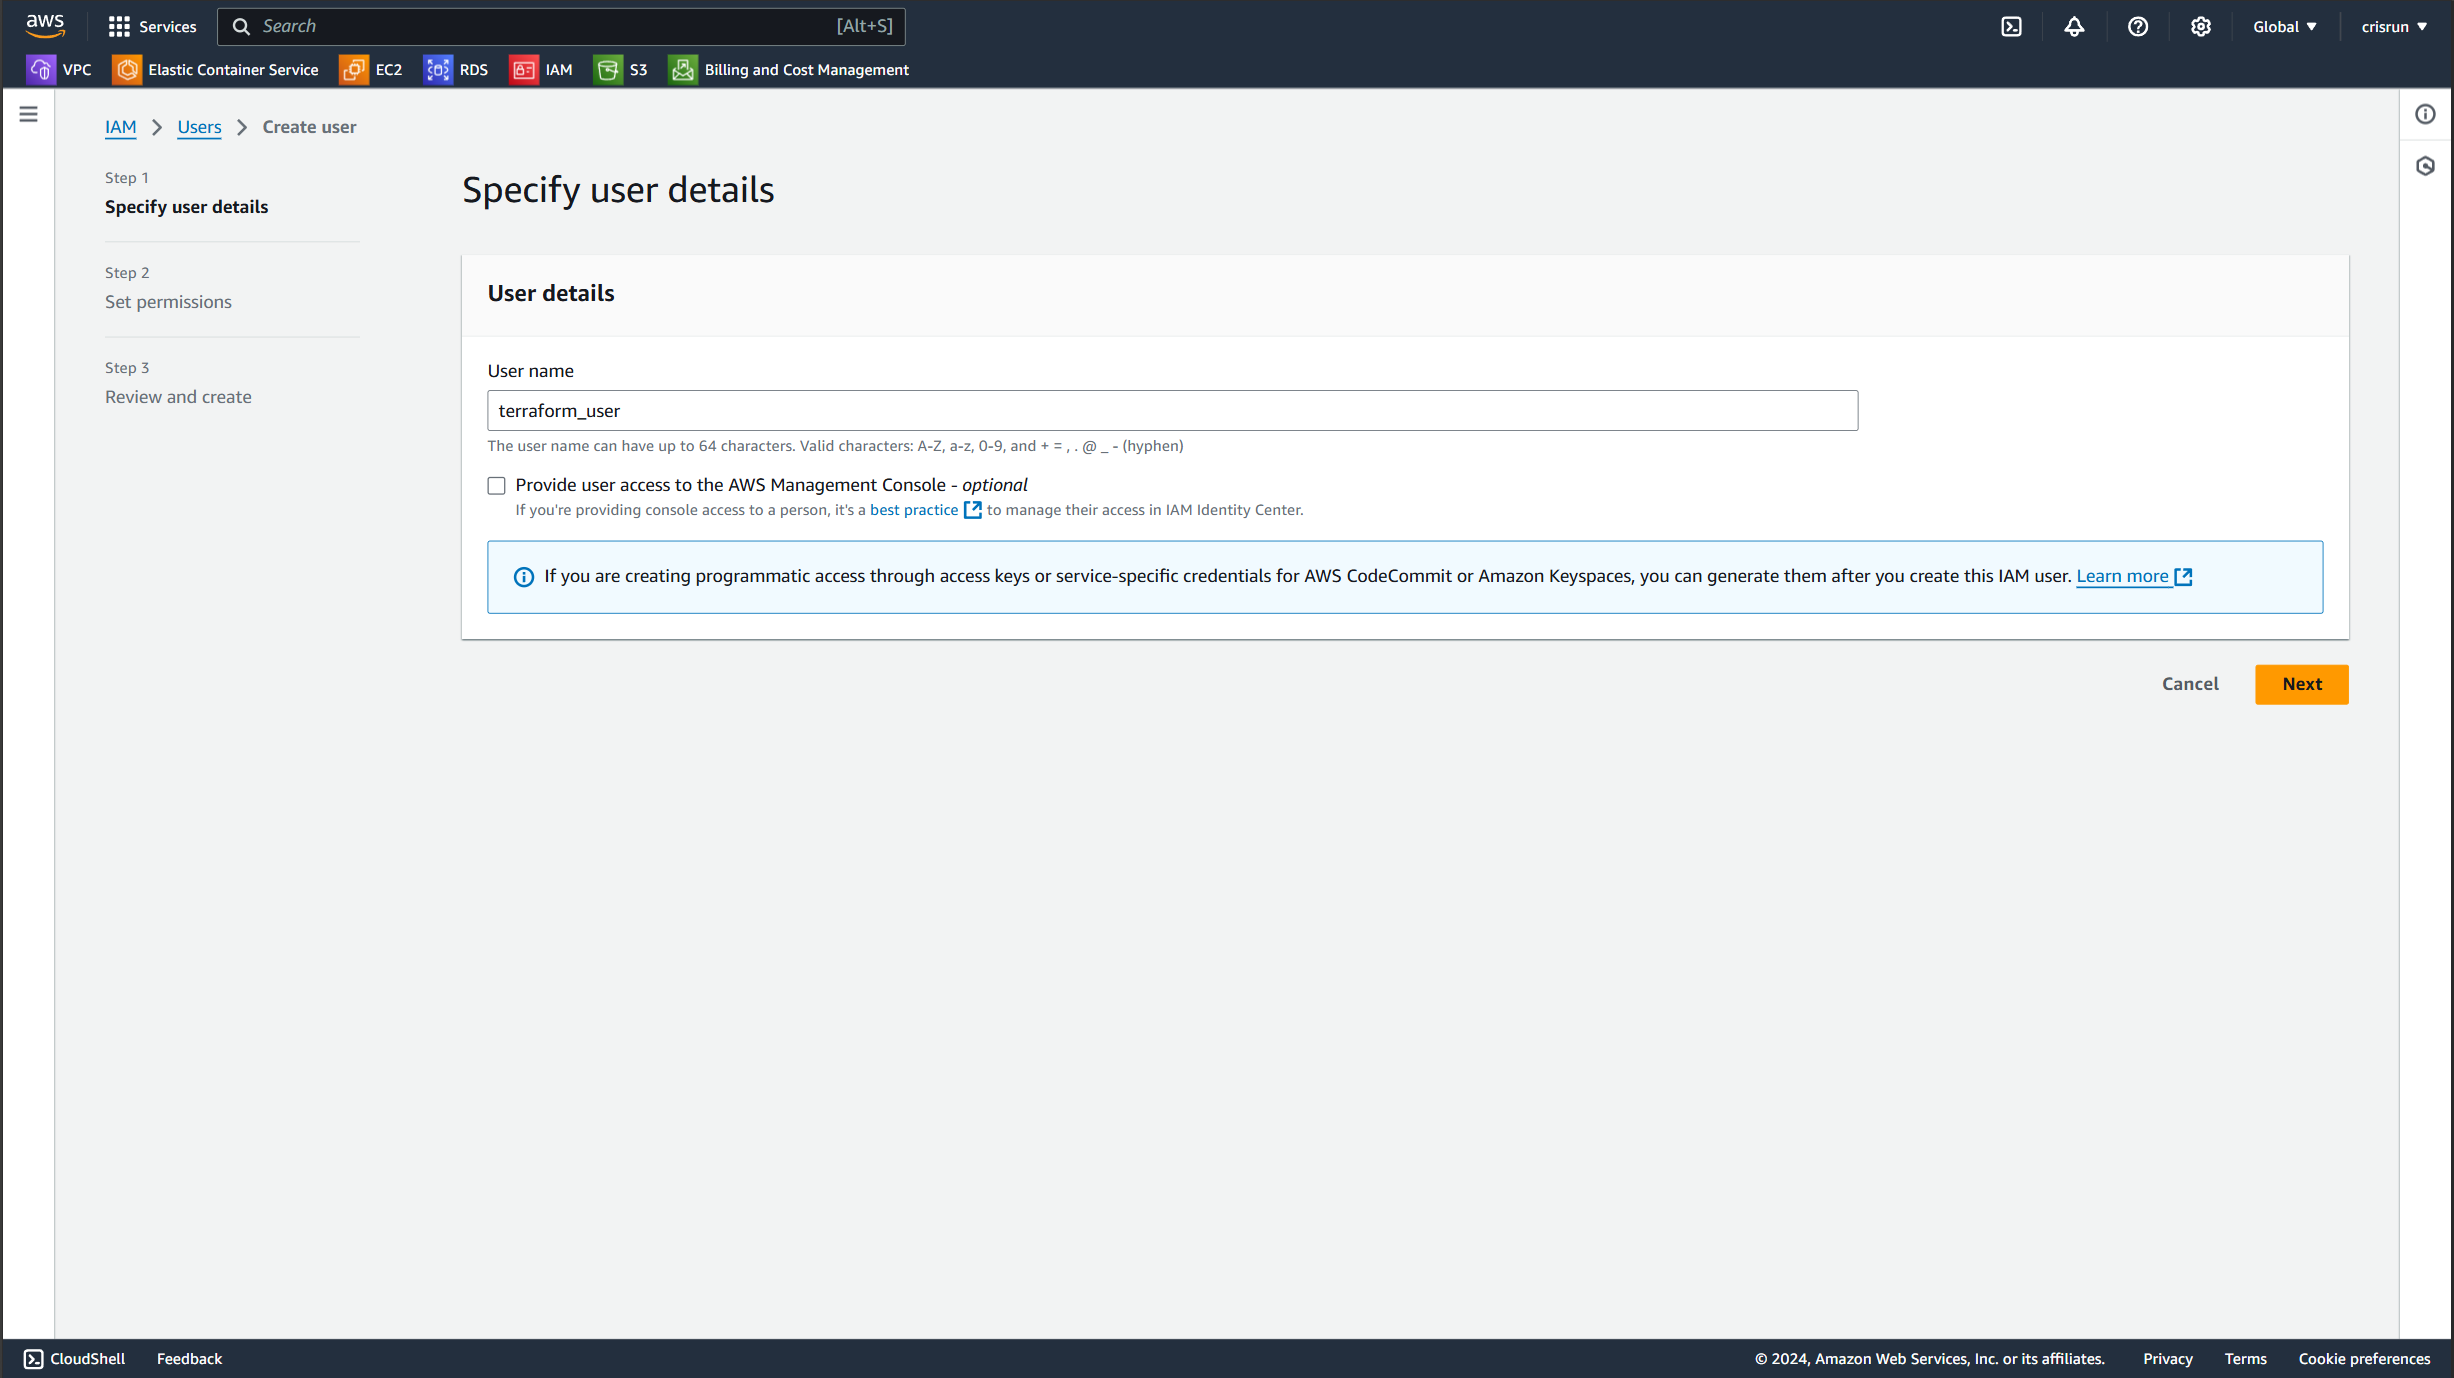 aws Services Search [Alt+S] Global crisrun
VPC Elastic Container Service EC2 RDS IAM S3 Billing and Cost Management
IAM > Users > Create user
Step 1
Specify user details
Step 2
Set permissions
Step 3
Review and create
Specify user details
User details
User name
terraform_user
The user name can have up to 64 characters. Valid characters: A-Z, a-z, 0-9, and + = , . @ _ - (hyphen)
Provide user access to the AWS Management Console - optional
If you're providing console access to a person, it's a best practice to manage their access in IAM Identity Center.
If you are creating programmatic access through access keys or service-specific credentials for AWS CodeCommit or Amazon Keyspaces, you can generate them after you create this IAM user. Learn more
Cancel Next
CloudShell Feedback © 2024, Amazon Web Services, Inc. or its affiliates. Privacy Terms Cookie preferences